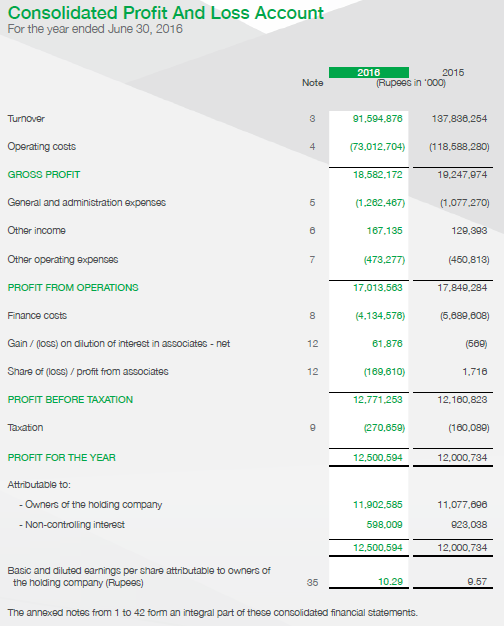 Consolidated Profit And Loss Account
For the year ended June 30, 2016
2016 2015
Note (Rupees in '000)
Turnover 3 91,594,876 137,836,254
Operating costs 4 (73,012,704) (118,588,280)
GROSS PROFIT 18,582,172 19,247,974
General and administration expenses 5 (1,262,467) (1,077,270)
Other income 6 167,135 129,393
Other operating expenses 7 (473,277) (450,813)
PROFIT FROM OPERATIONS 17,013,563 17,849,284
Finance costs 8 (4,134,576) (5,689,608)
Gain / (loss) on dilution of interest in associates - net 12 61,876 (569)
Share of (loss) / profit from associates 12 (169,610) 1,716
PROFIT BEFORE TAXATION 12,771,253 12,160,823
Taxation 9 (270,659) (160,089)
PROFIT FOR THE YEAR 12,500,594 12,000,734
Attributable to:
- Owners of the holding company 11,902,585 11,077,696
- Non-controlling interest 598,009 923,038
12,500,594 12,000,734
Basic and diluted earnings per share attributable to owners of
the holding company (Rupees) 35 10.29 9.57
The annexed notes from 1 to 42 form an integral part of these consolidated financial statements.